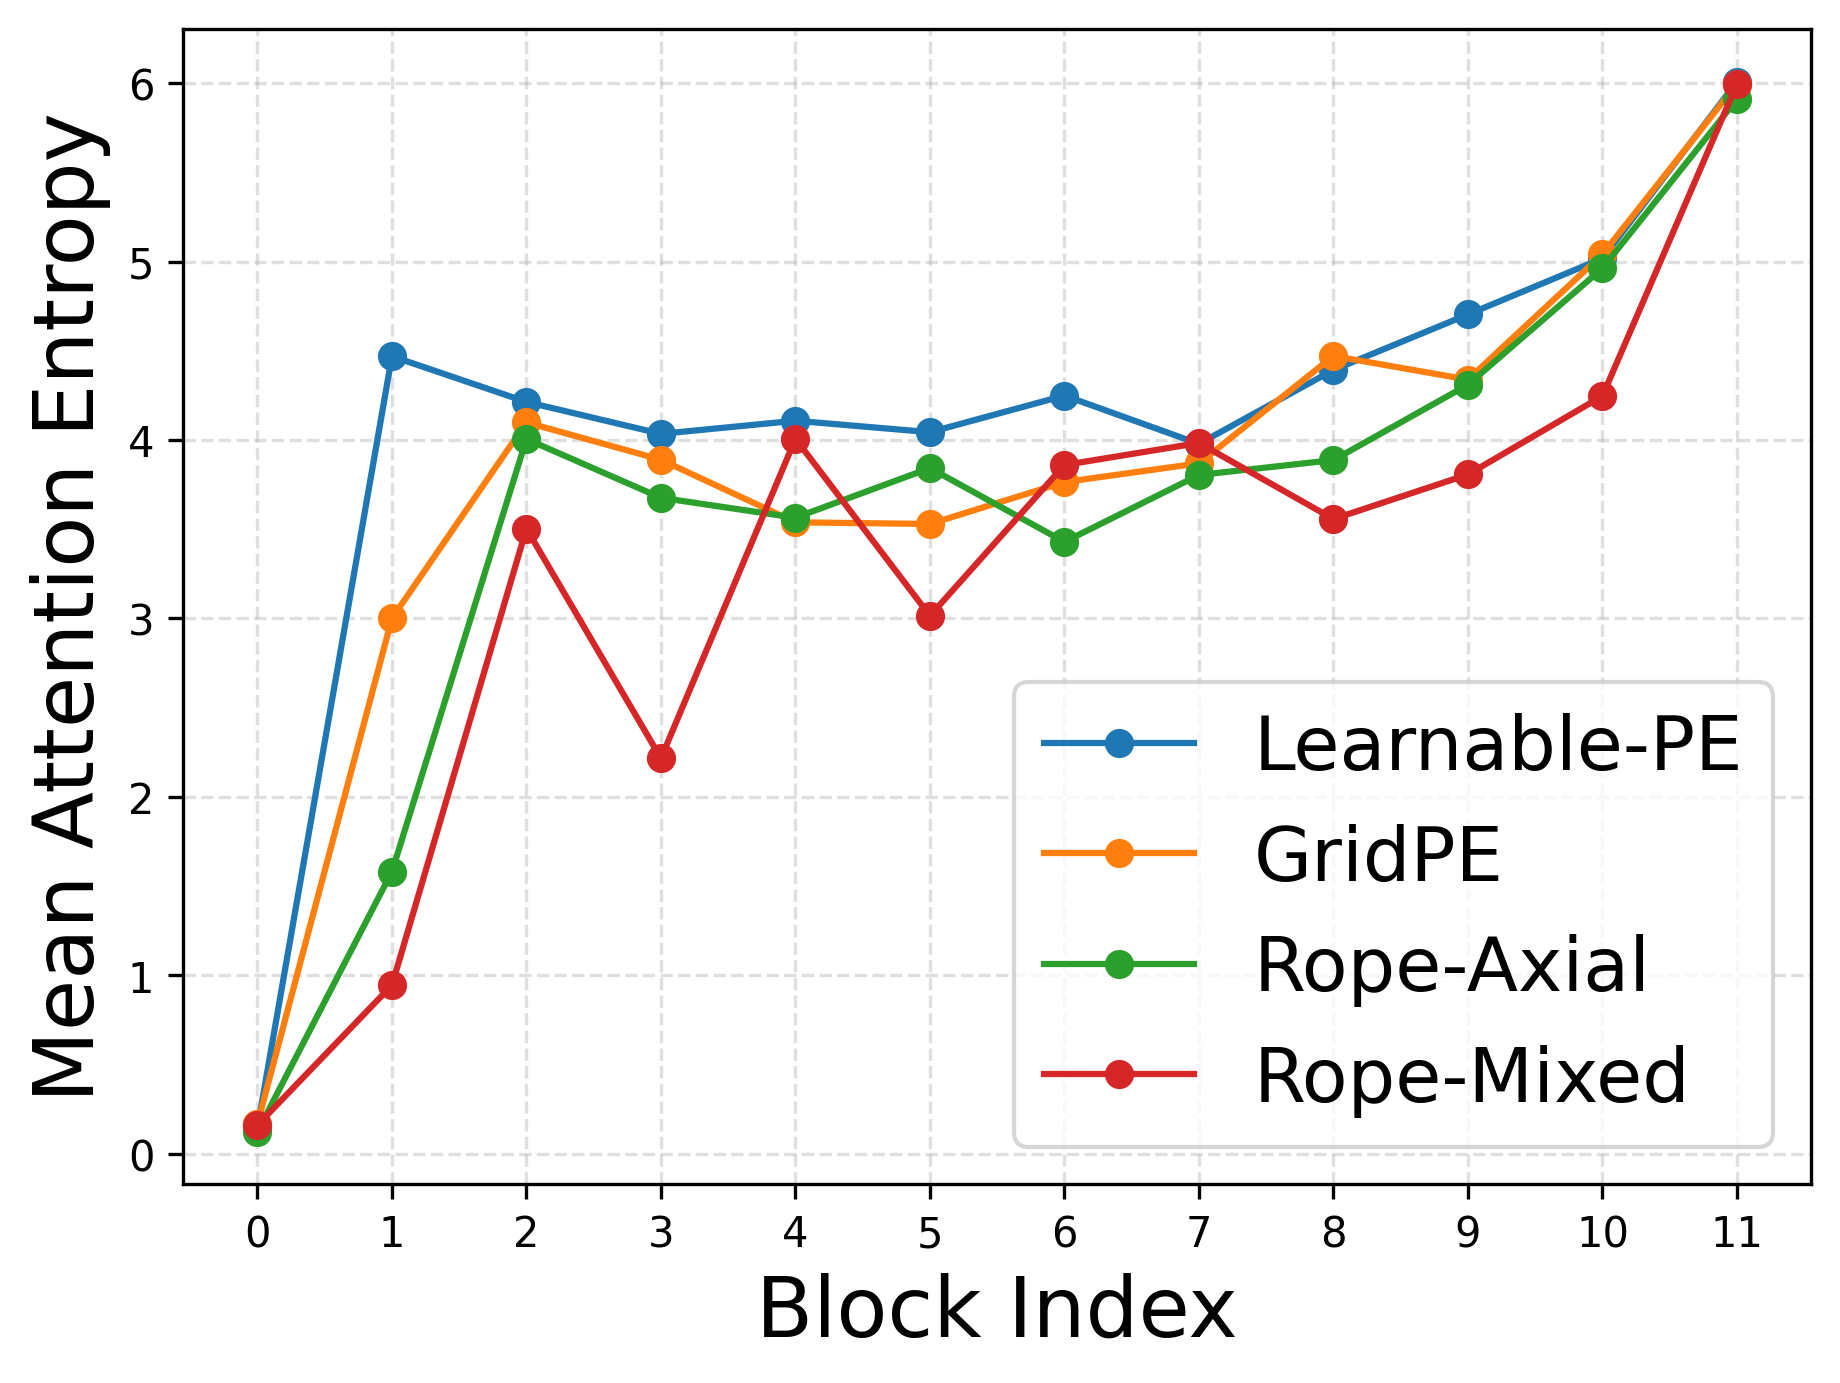 Mean Attention Entropy
6
5
4
3
2
1
0
0 1 2 3 4 5 6 7 8 9 10 11
Block Index
Learnable-PE
GridPE
Rope-Axial
Rope-Mixed